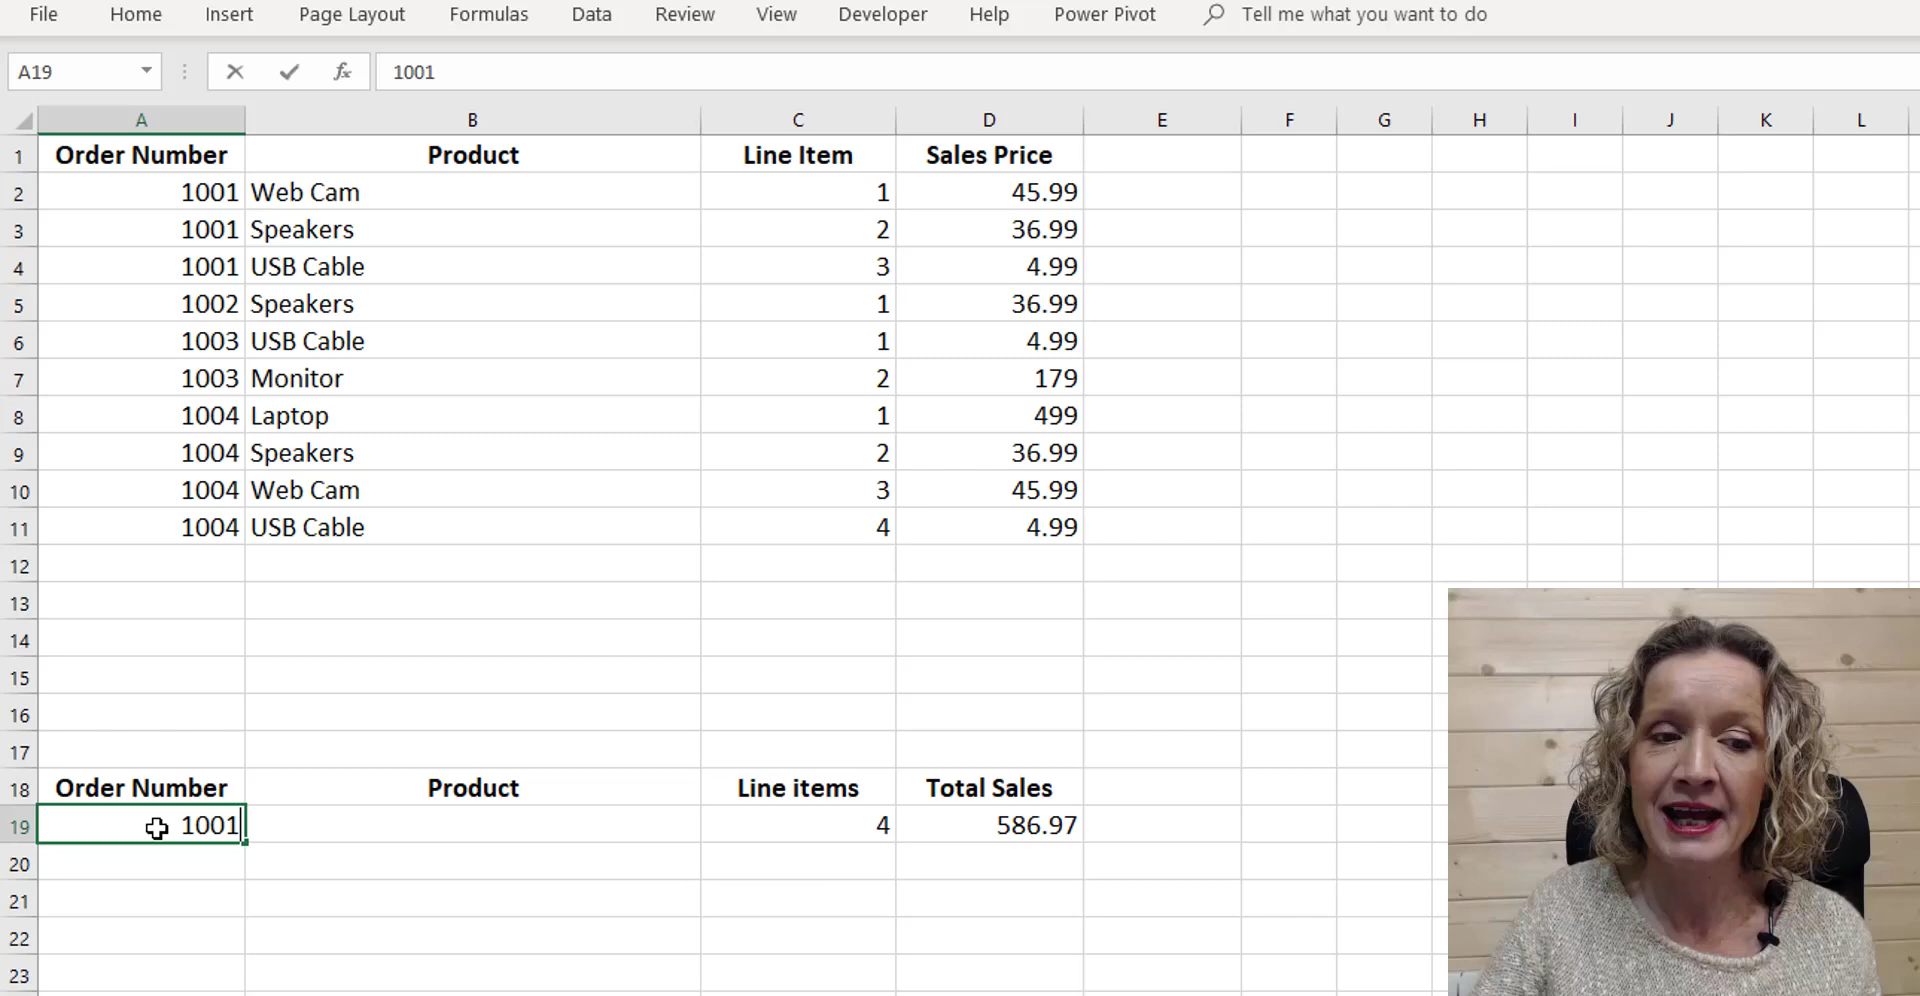 File Home Insert Page Layout Formulas Data Review View Developer Help Power Pivot Tell me what you want to do
A19 fx 1001
A B C D E F G H I J K L
1 Order Number Product Line Item Sales Price
2 1001 Web Cam 1 45.99
3 1001 Speakers 2 36.99
4 1001 USB Cable 3 4.99
5 1002 Speakers 1 36.99
6 1003 USB Cable 1 4.99
7 1003 Monitor 2 179
8 1004 Laptop 1 499
9 1004 Speakers 2 36.99
10 1004 Web Cam 3 45.99
11 1004 USB Cable 4 4.99
12
13
14
15
16
17
18 Order Number Product Line items Total Sales
19 1001 4 586.97
20
21
22
23